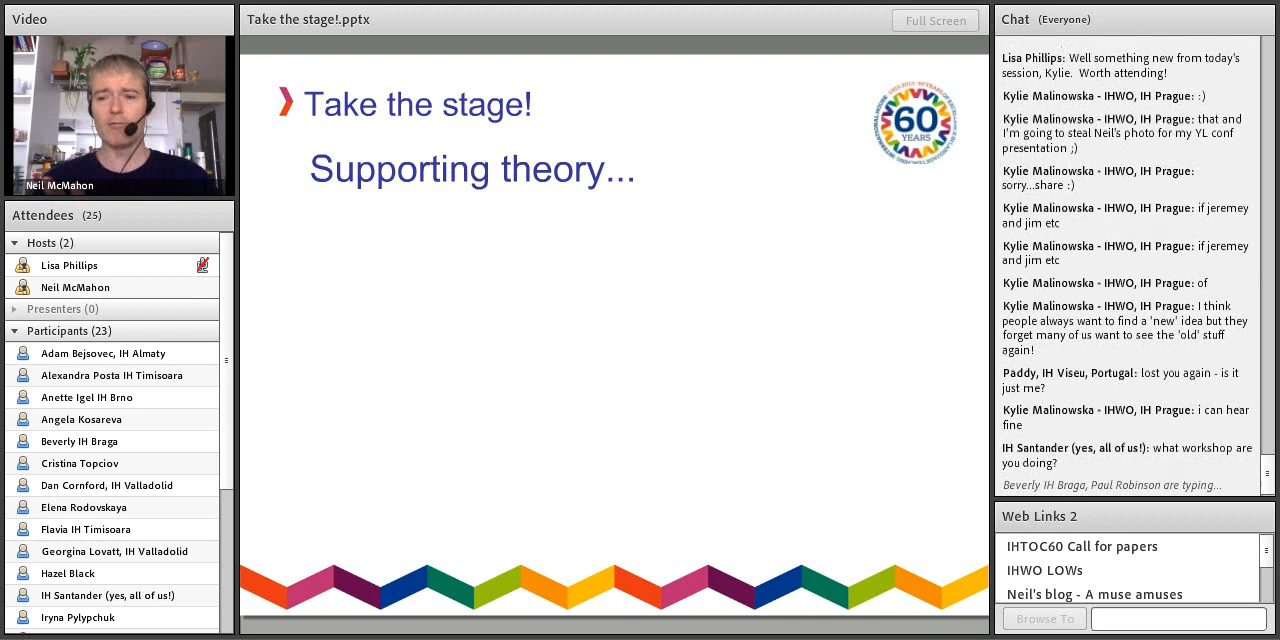 Video
Neil McMahon
Attendees (25)
Hosts (2)
Lisa Phillips
Neil McMahon
Presenters (0)
Participants (23)
Adam Bejsovec, IH Almaty
Alexandra Posta IH Timisoara
Anette Igel IH Brno
Angela Kosareva
Beverly IH Braga
Cristina Topciov
Dan Cornford, IH Valladolid
Elena Rodovskaya
Flavia IH Timisoara
Georgina Lovatt, IH Valladolid
Hazel Black
IH Santander (yes, all of us!)
Iryna Pylypchuk
Take the stage!.pptx
Full Screen
Take the stage!
Supporting theory...
60
YEARS
Chat (Everyone)
Lisa Phillips: Well something new from today's
session, Kylie. Worth attending!
Kylie Malinowska - IHWO, IH Prague: :)
Kylie Malinowska - IHWO, IH Prague: that and
I'm going to steal Neil's photo for my YL conf
presentation ;)
Kylie Malinowska - IHWO, IH Prague:
sorry...share :)
Kylie Malinowska - IHWO, IH Prague: if jeremey
and jim etc
Kylie Malinowska - IHWO, IH Prague: if jeremey
and jim etc
Kylie Malinowska - IHWO, IH Prague: of
Kylie Malinowska - IHWO, IH Prague: I think
people always want to find a 'new' idea but they
forget many of us want to see the 'old' stuff
again!
Paddy, IH Viseu, Portugal: lost you again - is it
just me?
Kylie Malinowska - IHWO, IH Prague: i can hear
fine
IH Santander (yes, all of us!): what workshop are
you doing?
Beverly IH Braga, Paul Robinson are typing...
Web Links 2
IHTOC60 Call for papers
IHWO LOWs
Neil's blog - A muse amuses
Browse To